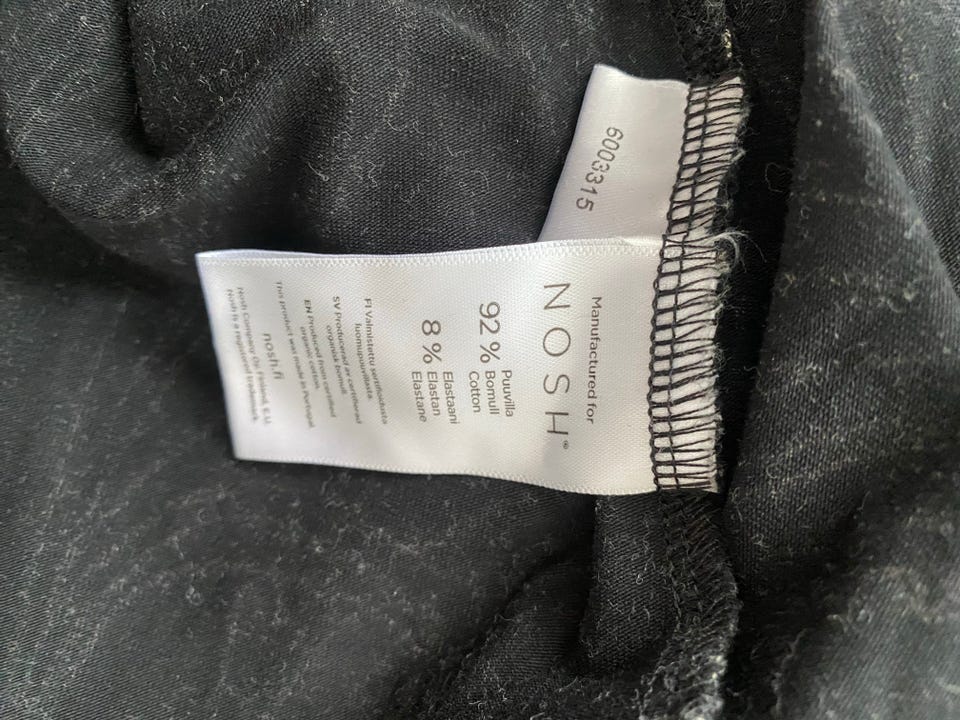 6003315
Manufactured for
NOSH®
92% Puuvilla
Bomull
Cotton
8% Elastaani
Elastan
Elastane
FI Valmistettu sertifioidusta
luomupuuvillasta
SV Producerad av certifierad
organisk bomull.
EN Produced from certified
organic cotton.
This product was made in Portugal.
nosh.fi
Nosh Company Oy, Finland, E.U.
Nosh is a registered trademark.